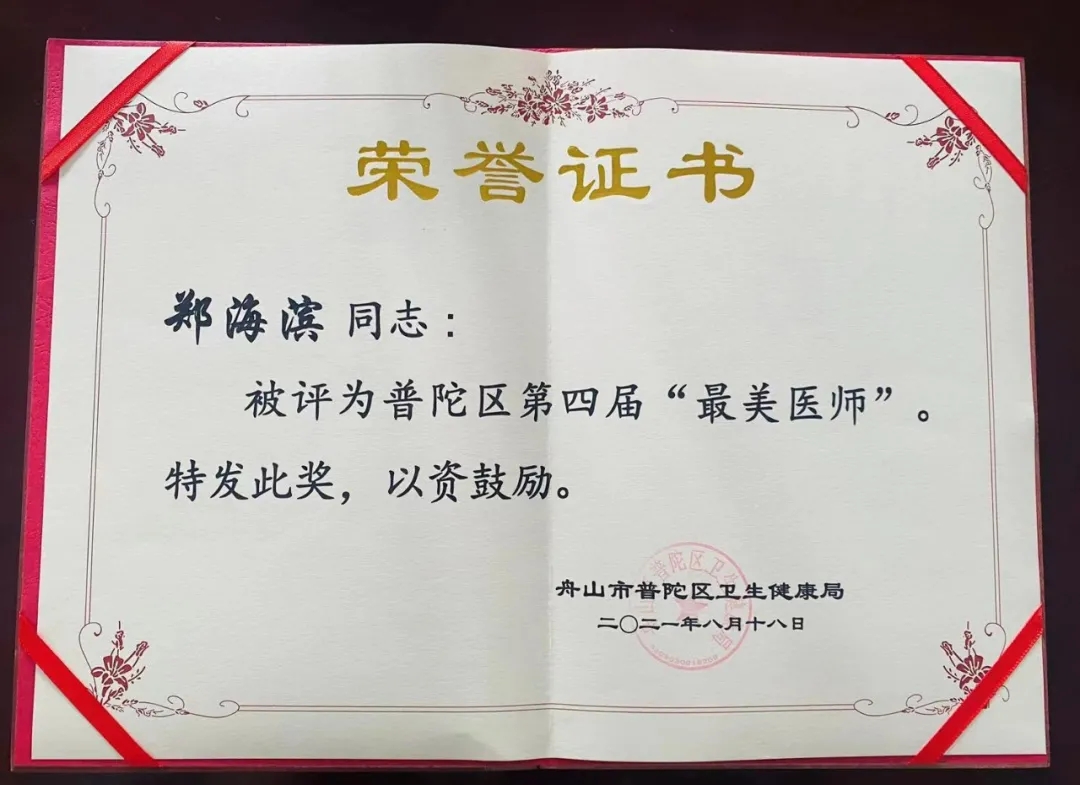 荣誉证书
郑海滨 同志：
被评为普陀区第四届“最美医师”。
特发此奖，以资鼓励。
舟山市普陀区卫生健康局
二〇二一年八月十八日